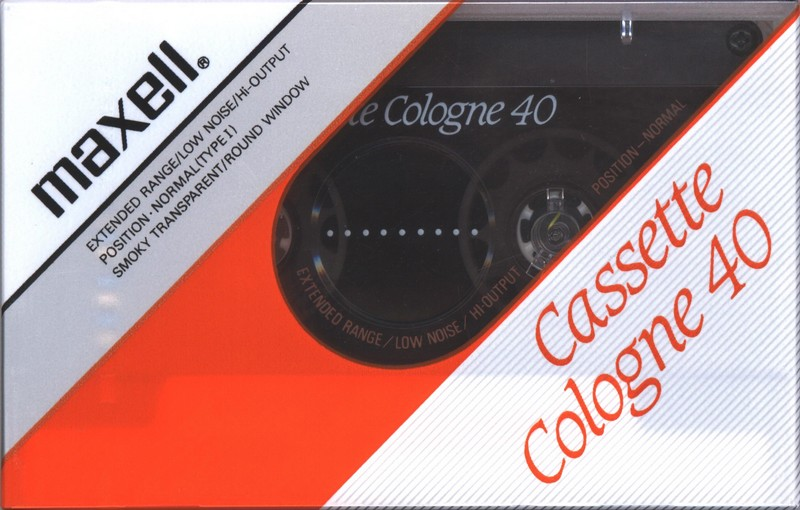 maxell®
EXTENDED RANGE/LOW NOISE/Hi-OUTPUT
POSITION·NORMAL(TYPE I)
SMOKY TRANSPARENT/ROUND WINDOW
te Cologne 40
POSITION – NORMAL
EXTENDED RANGE / LOW NOISE / HI-OUTPUT
Cassette
Cologne 40